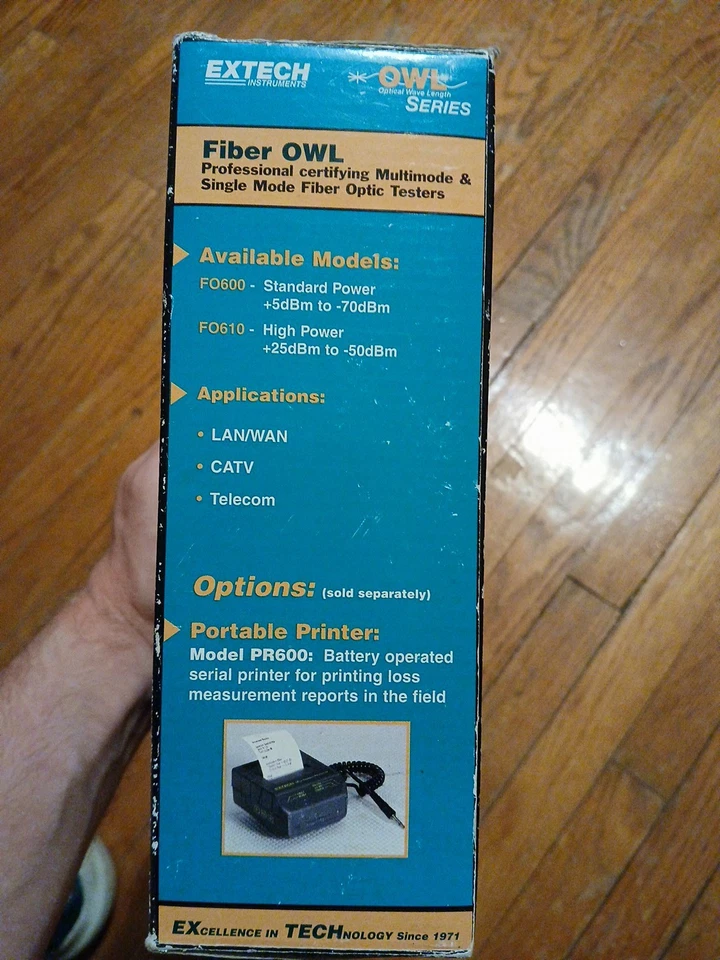 EXTECH
INSTRUMENTS
OWL
Optical Wave Length
SERIES
Fiber OWL
Professional certifying Multimode &
Single Mode Fiber Optic Testers
Available Models:
FO600 - Standard Power
+5dBm to -70dBm
FO610 - High Power
+25dBm to -50dBm
Applications:
• LAN/WAN
• CATV
• Telecom
Options: (sold separately)
Portable Printer:
Model PR600: Battery operated
serial printer for printing loss
measurement reports in the field
EXTECH
EXCELLENCE IN TECHNOLOGY Since 1971